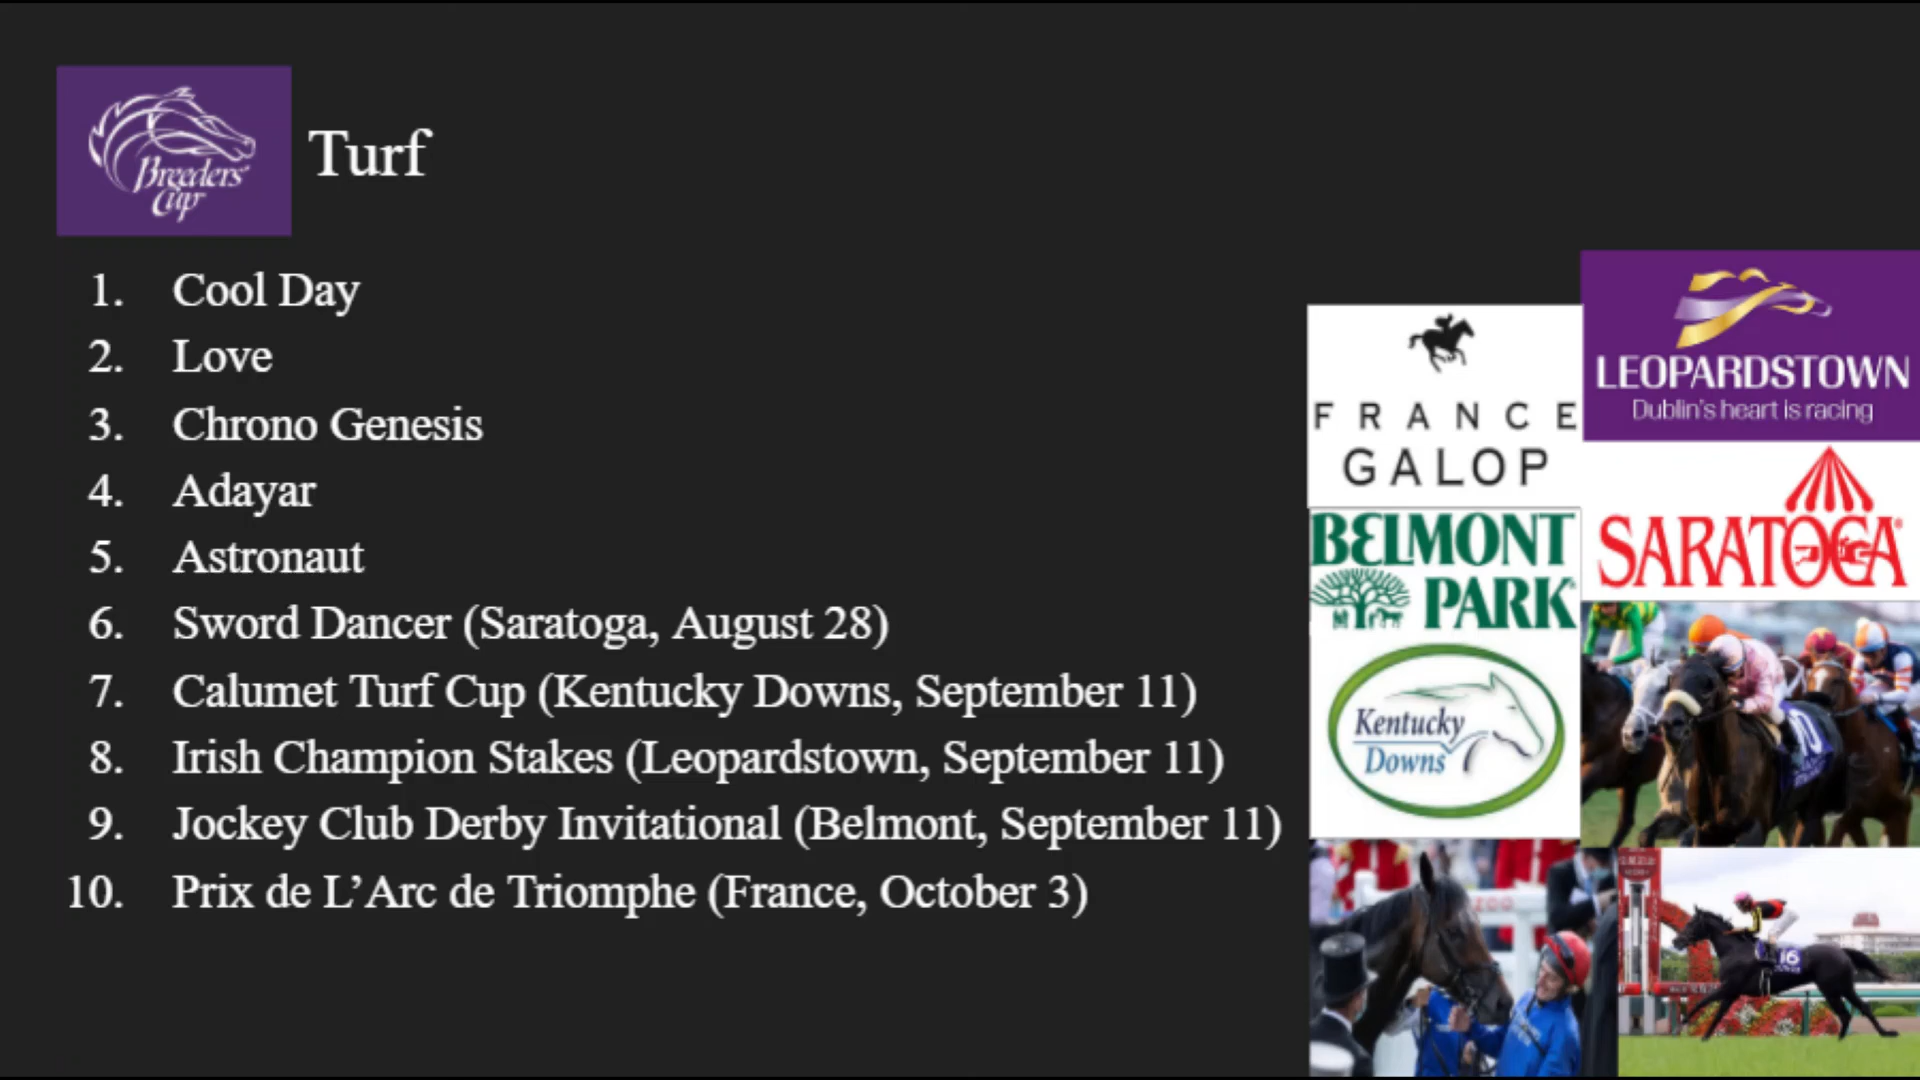 Breeders'
Cup
Turf
1. Cool Day
2. Love
3. Chrono Genesis
4. Adayar
5. Astronaut
6. Sword Dancer (Saratoga, August 28)
7. Calumet Turf Cup (Kentucky Downs, September 11)
8. Irish Champion Stakes (Leopardstown, September 11)
9. Jockey Club Derby Invitational (Belmont, September 11)
10. Prix de L’Arc de Triomphe (France, October 3)
FRANCE
GALOP
LEOPARDSTOWN
Dublin's heart is racing
BELMONT
PARK
SARATOGA
Kentucky
Downs
10
16